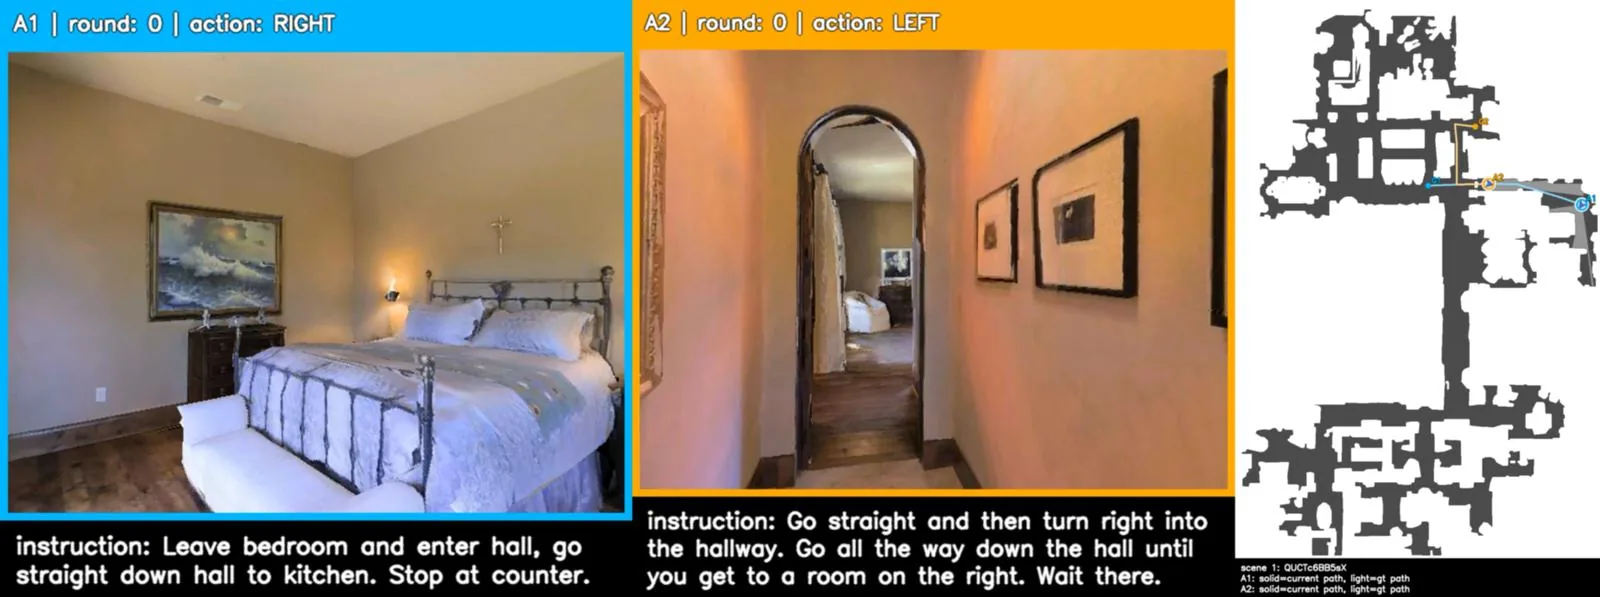 A1 | round: 0 | action: RIGHT
instruction: Leave bedroom and enter hall, go
straight down hall to kitchen. Stop at counter.
A2 | round: 0 | action: LEFT
instruction: Go straight and then turn right into
the hallway. Go all the way down the hall until
you get to a room on the right. Wait there.
A2
scene 1: QUCTc6BB5sX
A1: solid=current path, light=gt path
A2: solid=current path, light=gt path